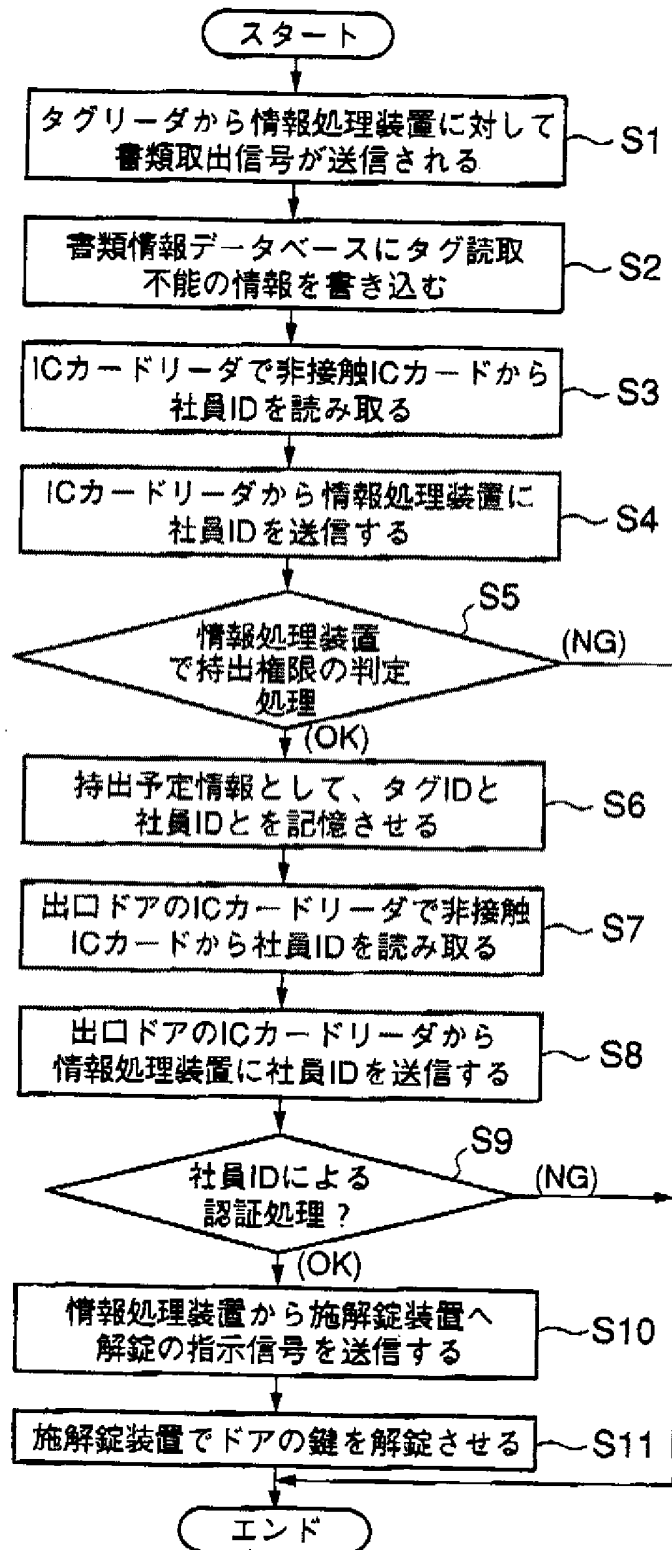 スタート
タグリーダから情報処理装置に対して
書類取出信号が送信される
S1
書類情報データベースにタグ読取
不能の情報を書き込む
S2
ICカードリーダで非接触ICカードから
社員IDを読み取る
S3
ICカードリーダから情報処理装置に
社員IDを送信する
S4
S5
情報処理装置
で持出権限の判定
処理
(NG)
(OK)
持出予定情報として、タグIDと
社員IDとを記憶させる
S6
出口ドアのICカードリーダで非接触
ICカードから社員IDを読み取る
S7
出口ドアのICカードリーダから
情報処理装置に社員IDを送信する
S8
S9
社員IDによる
認証処理?
(NG)
(OK)
情報処理装置から施解錠装置へ
解錠の指示信号を送信する
S10
施解錠装置でドアの鍵を解錠させる
S11
エンド